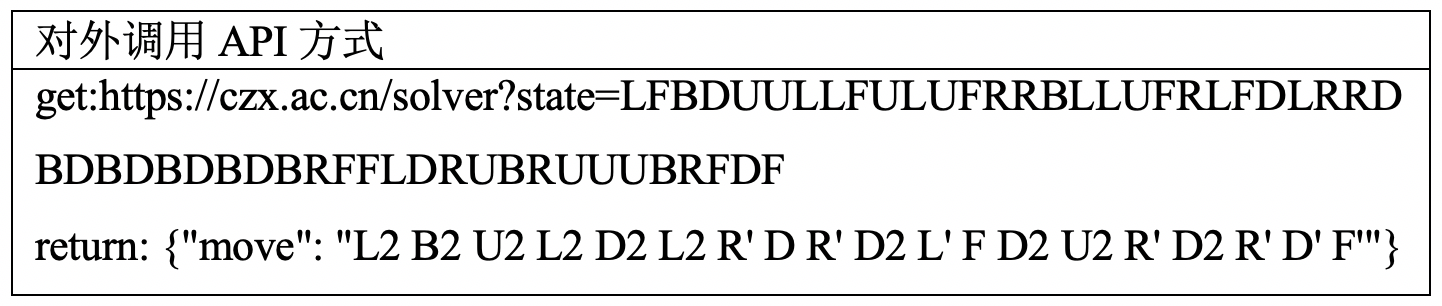 对外调用 API 方式
get:https://czx.ac.cn/solver?state=LFBDUULLFULUFRRBLLUFRLFDLRRD
BDBDBDBDBRFFLDRUBRUUUBRFDF
return: {"move": "L2 B2 U2 L2 D2 L2 R' D R' D2 L' F D2 U2 R' D2 R' D' F'"}